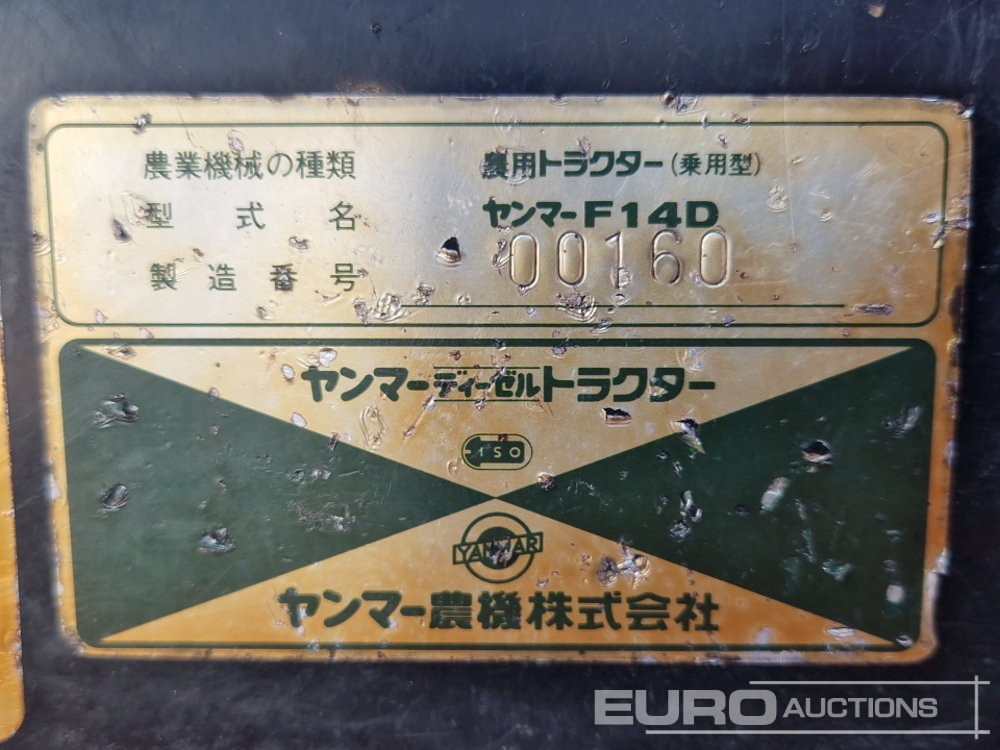 農業機械の種類 農用トラクター(乗用型)
型式名 ヤンマーF14D
製造番号 00160
ヤンマーディーゼルトラクター
ISO
YANMAR
ヤンマー農機株式会社
EURO AUCTIONS